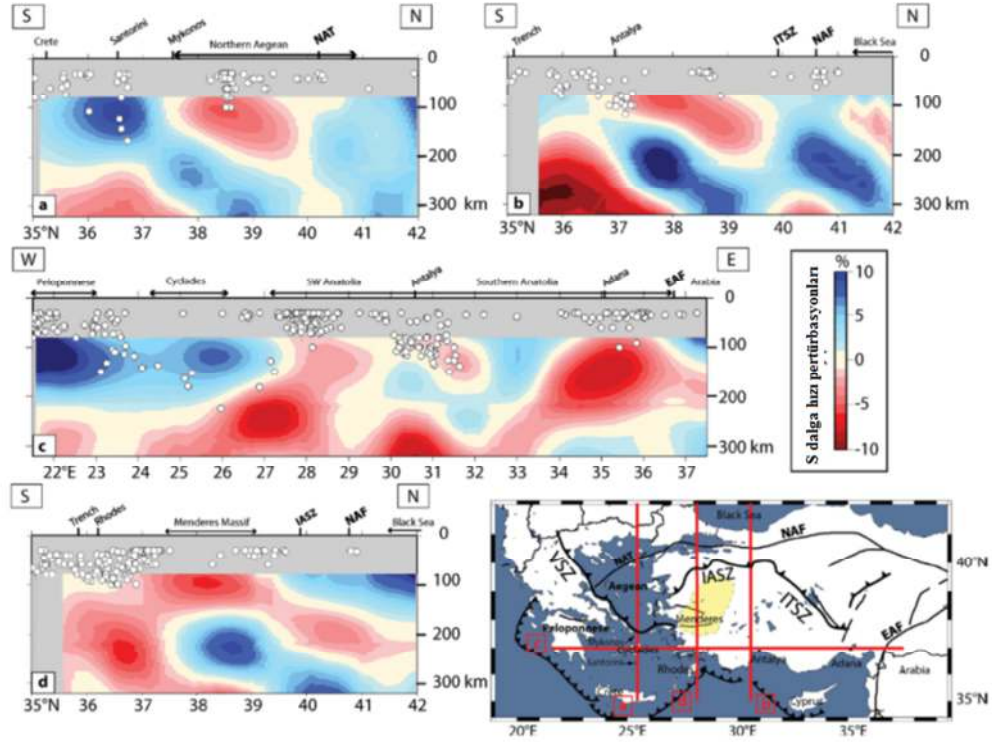 S N
Crete Santorini Mykonos Northern Aegean NAT
0
100
200
300 km
a
35°N 36 37 38 39 40 41 42
S N
Trench Antalya ITSZ NAF Black Sea
0
100
200
300 km
b
35°N 36 37 38 39 40 41 42
W E
Peloponnese Cyclades SW Anatolia Antalya Southern Anatolia Adana EAF Arabia
0
100
200
300 km
c
22°E 23 24 25 26 27 28 29 30 31 32 33 34 35 36 37
S dalga hızı pertürbasyonları
%
10
5
0
-5
-10
S N
Trench Rhodes Menderes Massif IASZ NAF Black Sea
0
100
200
300 km
d
35°N 36 37 38 39 40 41 42
Black Sea
NAF
VSZ NAT
40°N
Aegean IASZ
ITSZ
Menderes
Peloponnese
EAF
Mykonos
c Cyclades
Santorini Rhodes Antalya Adana Arabia
a d b Cyprus
35°N
20°E 25°E 30°E 35°E